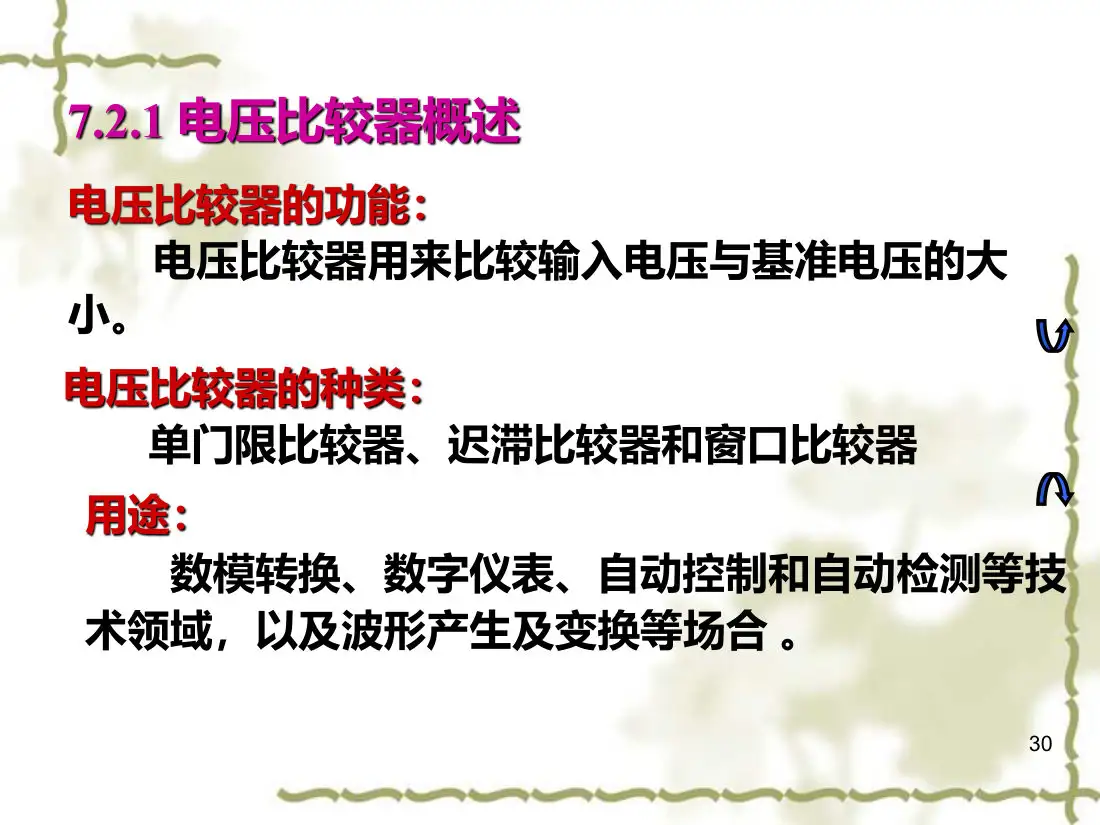 7.2.1 电压比较器概述
电压比较器的功能：
电压比较器用来比较输入电压与基准电压的大
小。
电压比较器的种类：
单门限比较器、迟滞比较器和窗口比较器
用途：
数模转换、数字仪表、自动控制和自动检测等技
术领域，以及波形产生及变换等场合 。
30